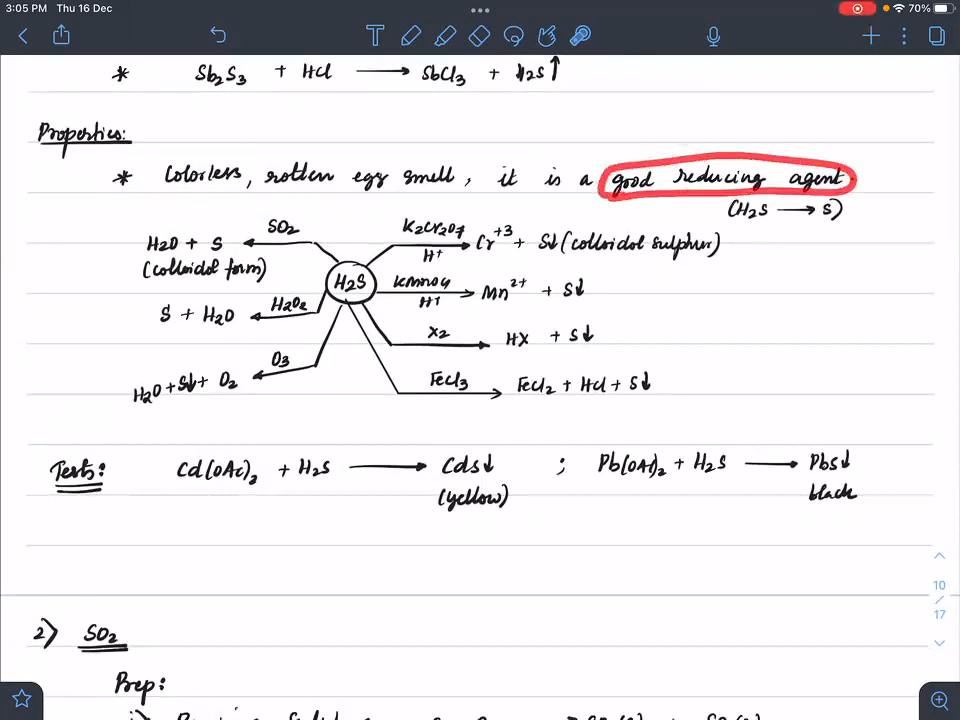 3:05 PM Thu 16 Dec
70%
* Sb2S3 + HCl → SbCl3 + H2S↑
Properties:
* Colorless, rotten egg smell, it is a good reducing agent.
(H2S → S)
H2O + S ← SO2
(colloidol form)
K2Cr2O7 / H+ → Cr+3 + S↓ (colloidol sulphur)
H2S
KMnO4 / H+ → Mn2+ + S↓
S + H2O ← H2O2
X2 → HX + S↓
H2O + S↓ + O2 ← O3
FeCl3 → FeCl2 + HCl + S↓
Tests: Cd(OAc)2 + H2S → CdS↓ ; Pb(OAc)2 + H2S → PbS↓
(yellow) black
10
/
17
2) SO2
Prep: